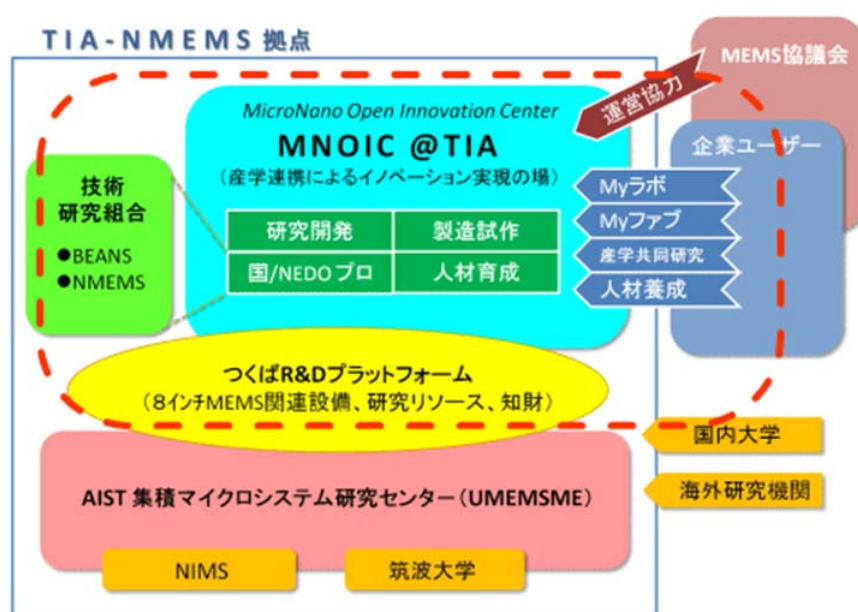 TIA-NMEMS 拠点
MEMS協議会
運営協力
MicroNano Open Innovation Center
MNOIC @TIA
(産学連携によるイノベーション実現の場)
企業ユーザー
技術
研究組合
●BEANS
●NMEMS
研究開発
製造試作
国/NEDOプロ
人材育成
Myラボ
Myファブ
産学共同研究
人材養成
つくばR&Dプラットフォーム
(8インチMEMS関連設備、研究リソース、知財)
国内大学
海外研究機関
AIST 集積マイクロシステム研究センター(UMEMSME)
NIMS
筑波大学